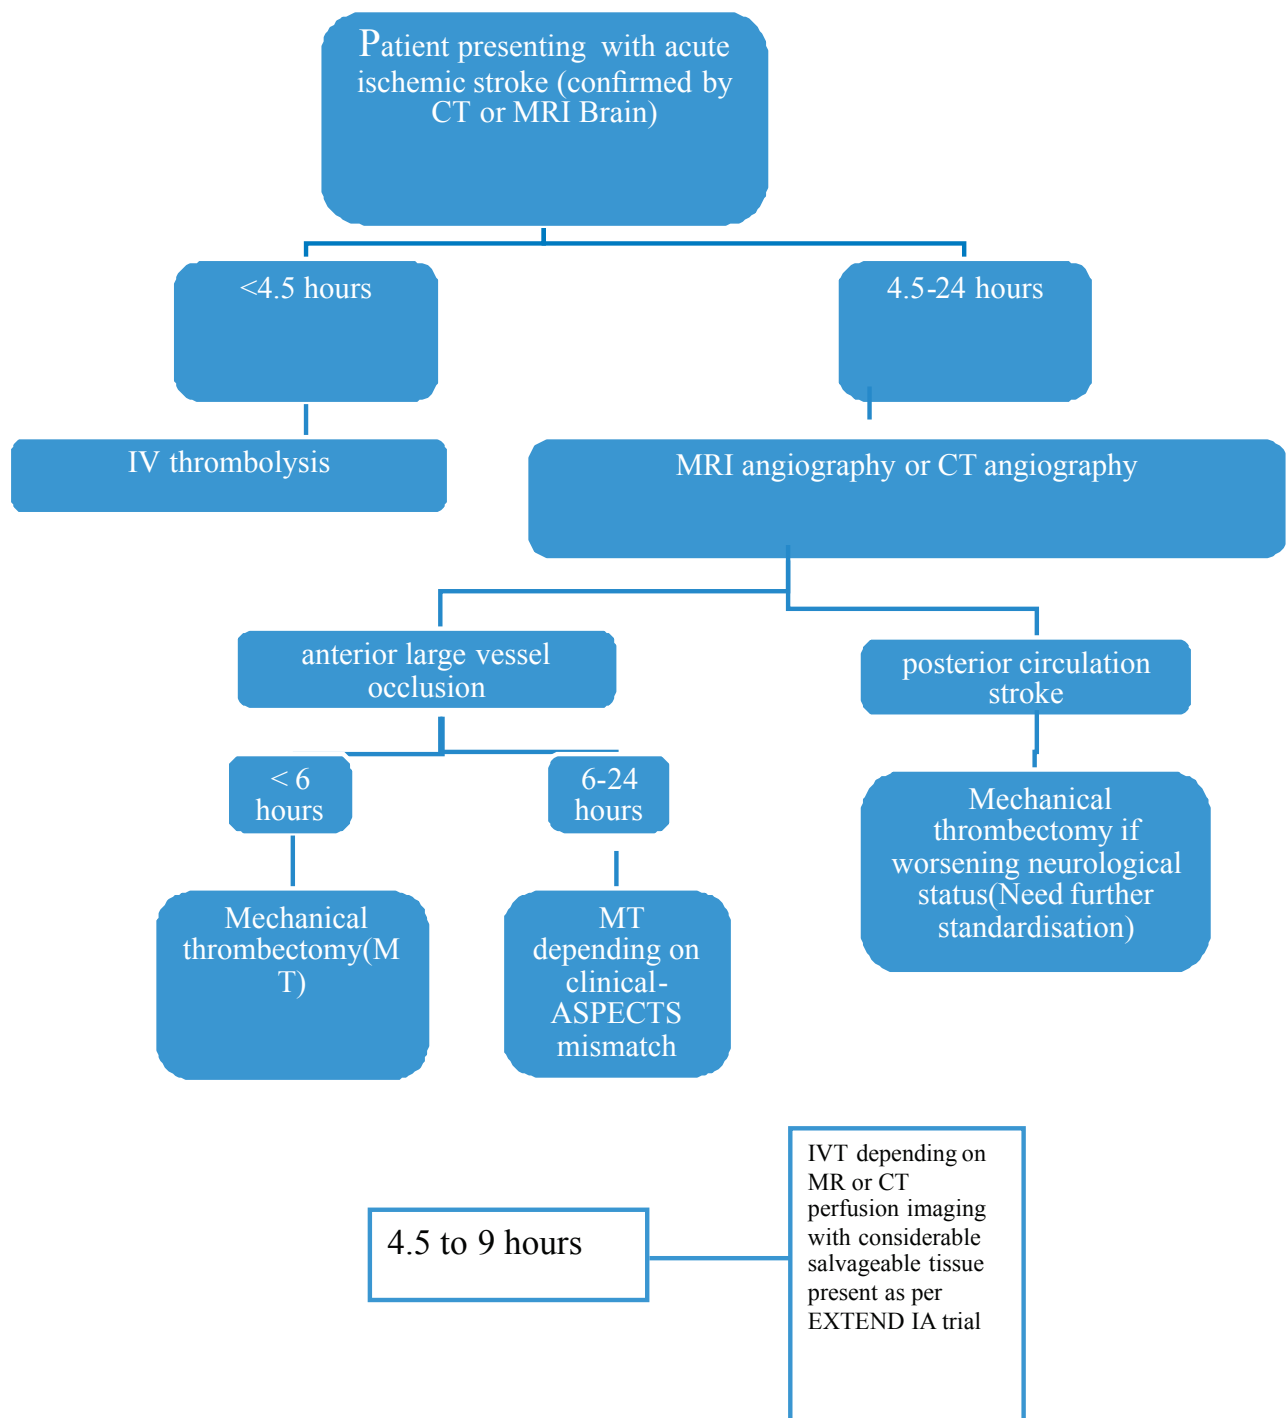 Patient presenting with acute
ischemic stroke (confirmed by
CT or MRI Brain)
<4.5 hours
4.5-24 hours
IV thrombolysis
MRI angiography or CT angiography
anterior large vessel
occlusion
posterior circulation
stroke
< 6
hours
6-24
hours
Mechanical
thrombectomy(M
T)
MT
depending on
clinical-
ASPECTS
mismatch
Mechanical
thrombectomy if
worsening neurological
status(Need further
standardisation)
4.5 to 9 hours
IVT depending on
MR or CT
perfusion imaging
with considerable
salvageable tissue
present as per
EXTEND IA trial